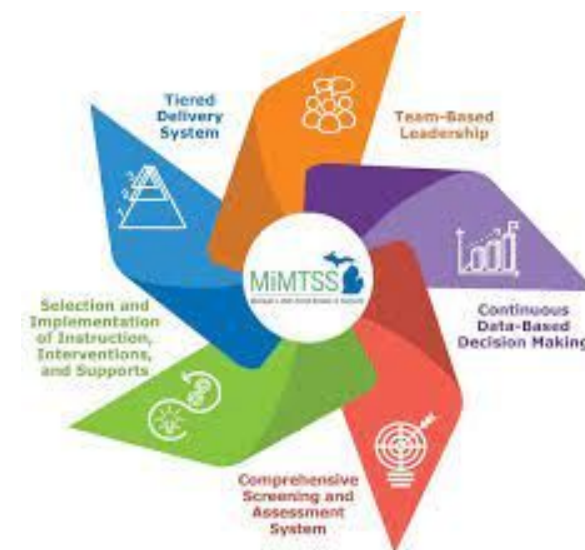 Tiered
Delivery
System
Team-Based
Leadership
MiMTSS
Continuous
Data-Based
Decision Making
Selection and
Implementation
of Instruction,
Interventions,
and Supports
Comprehensive
Screening and
Assessment
System